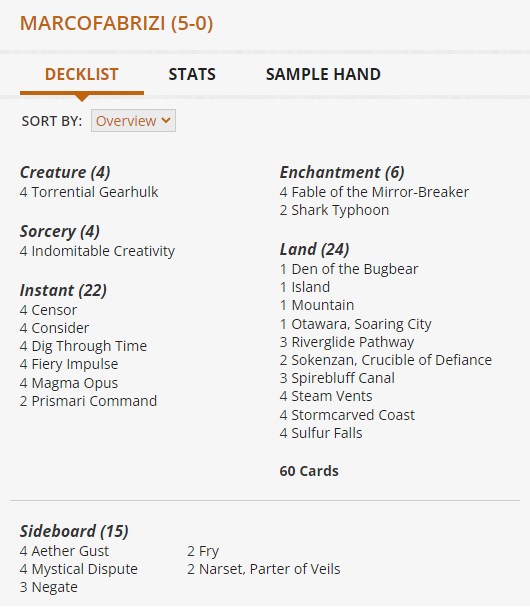 MARCOFABRIZI (5-0)
DECKLIST
STATS
SAMPLE HAND
SORT BY: Overview
Creature (4)
4 Torrential Gearhulk
Sorcery (4)
4 Indomitable Creativity
Instant (22)
4 Censor
4 Consider
4 Dig Through Time
4 Fiery Impulse
4 Magma Opus
2 Prismari Command
Enchantment (6)
4 Fable of the Mirror-Breaker
2 Shark Typhoon
Land (24)
1 Den of the Bugbear
1 Island
1 Mountain
1 Otawara, Soaring City
3 Riverglide Pathway
2 Sokenzan, Crucible of Defiance
3 Spirebluff Canal
4 Steam Vents
4 Stormcarved Coast
4 Sulfur Falls
60 Cards
Sideboard (15)
4 Aether Gust
4 Mystical Dispute
3 Negate
2 Fry
2 Narset, Parter of Veils